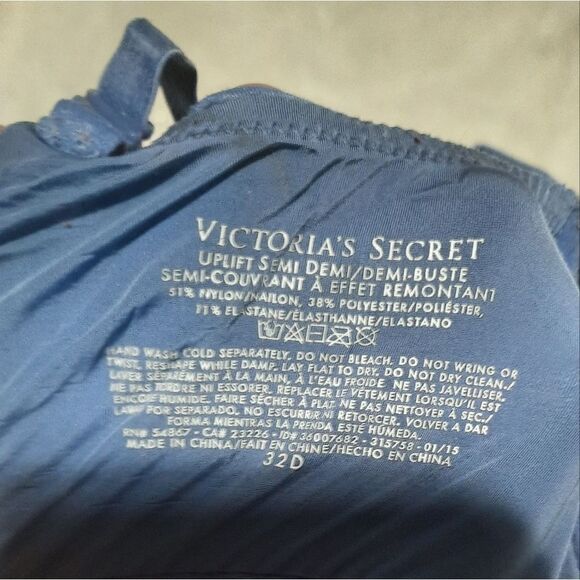 VICTORIA'S SECRET
UPLIFT SEMI DEMI/DEMI-BUSTE
SEMI-COUVRANT À EFFET REMONTANT
51% NYLON/NAILON, 38% POLYESTER/POLIÉSTER,
11% ELASTANE/ÉLASTHANNE/ELASTANO
HAND WASH COLD SEPARATELY. DO NOT BLEACH. DO NOT WRING OR
TWIST. RESHAPE WHILE DAMP. LAY FLAT TO DRY. DO NOT DRY CLEAN./
LAVER SÉPARÉMENT À LA MAIN, À L'EAU FROIDE. NE PAS JAVELLISER.
NE PAS TORDRE NI ESSORER. REPLACER LE VÊTEMENT LORSQU'IL EST
ENCORE HUMIDE. FAIRE SÉCHER À PLAT. NE PAS NETTOYER À SEC./
LAVAR POR SEPARADO. NO ESCURRIR NI RETORCER. VOLVER A DAR
FORMA MIENTRAS LA PRENDA ESTÉ HÚMEDA.
RN# 54867 - CA# 23226 - ID# 36007682 - 315758 - 01/15
MADE IN CHINA/FAIT EN CHINE/HECHO EN CHINA
32D